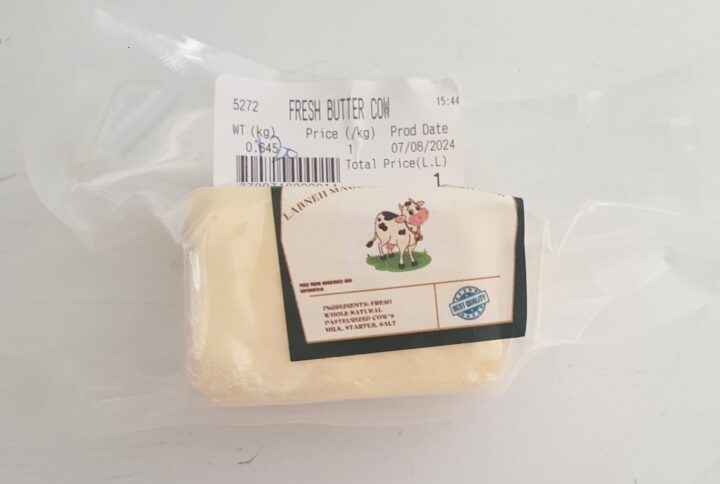 5272 FRESH BUTTER COW 15:44
WT (kg) Price (/kg) Prod Date
0.645 1 07/08/2024
Total Price(L.L)
1
LABNEH
INGREDIENTS: FRESH
WHOLE NATURAL
PASTEURIZED COW'S
MILK, STARTER, SALT
BEST QUALITY